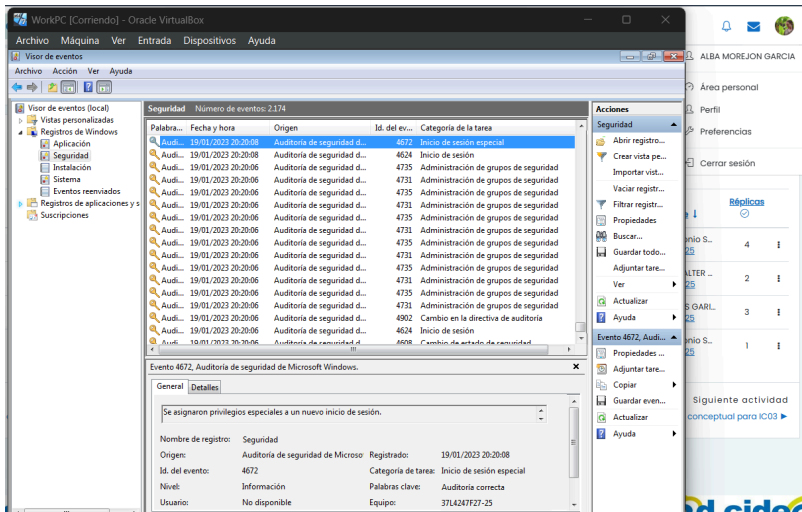 WorkPC [Corriendo] - Oracle VirtualBox
Archivo Máquina Ver Entrada Dispositivos Ayuda
Visor de eventos
Archivo Acción Ver Ayuda
Visor de eventos (local)
Vistas personalizadas
Registros de Windows
Aplicación
Seguridad
Instalación
Sistema
Eventos reenviados
Registros de aplicaciones y s
Suscripciones
Seguridad Número de eventos: 2.174
Palabra... Fecha y hora Origen Id. del ev... Categoría de la tarea
Audi... 19/01/2023 20:20:08 Auditoría de seguridad d... 4672 Inicio de sesión especial
Audi... 19/01/2023 20:20:08 Auditoría de seguridad d... 4624 Inicio de sesión
Audi... 19/01/2023 20:20:06 Auditoría de seguridad d... 4735 Administración de grupos de seguridad
Audi... 19/01/2023 20:20:06 Auditoría de seguridad d... 4735 Administración de grupos de seguridad
Audi... 19/01/2023 20:20:06 Auditoría de seguridad d... 4731 Administración de grupos de seguridad
Audi... 19/01/2023 20:20:06 Auditoría de seguridad d... 4735 Administración de grupos de seguridad
Audi... 19/01/2023 20:20:06 Auditoría de seguridad d... 4731 Administración de grupos de seguridad
Audi... 19/01/2023 20:20:06 Auditoría de seguridad d... 4735 Administración de grupos de seguridad
Audi... 19/01/2023 20:20:06 Auditoría de seguridad d... 4731 Administración de grupos de seguridad
Audi... 19/01/2023 20:20:06 Auditoría de seguridad d... 4735 Administración de grupos de seguridad
Audi... 19/01/2023 20:20:06 Auditoría de seguridad d... 4735 Administración de grupos de seguridad
Audi... 19/01/2023 20:20:06 Auditoría de seguridad d... 4731 Administración de grupos de seguridad
Audi... 19/01/2023 20:20:06 Auditoría de seguridad d... 4902 Cambio en la directiva de auditoría
Audi... 19/01/2023 20:20:06 Auditoría de seguridad d... 4624 Inicio de sesión
Audi... 19/01/2023 20:20:06 Auditoría de seguridad d... 4608 Cambio de estado de seguridad
Evento 4672, Auditoría de seguridad de Microsoft Windows.
General Detalles
Se asignaron privilegios especiales a un nuevo inicio de sesión.
Nombre de registro: Seguridad
Origen: Auditoría de seguridad de Microso Registrado: 19/01/2023 20:20:08
Id. del evento: 4672 Categoría de tarea: Inicio de sesión especial
Nivel: Información Palabras clave: Auditoría correcta
Usuario: No disponible Equipo: 37L4247F27-25
Acciones
Seguridad
Abrir registro...
Crear vista pe...
Importar vist...
Vaciar registr...
Filtrar registr...
Propiedades
Buscar...
Guardar todo...
Adjuntar tare...
Ver
Actualizar
Ayuda
Evento 4672, Audi...
Propiedades ...
Adjuntar tare...
Copiar
Guardar even...
Actualizar
Ayuda
ALBA MOREJON GARCIA
Área personal
Perfil
Preferencias
Cerrar sesión
Réplicas
onio S...
25
4
ALTER ...
25
2
S GARI...
25
3
onio S...
25
1
Siguiente actividad
conceptual para IC03